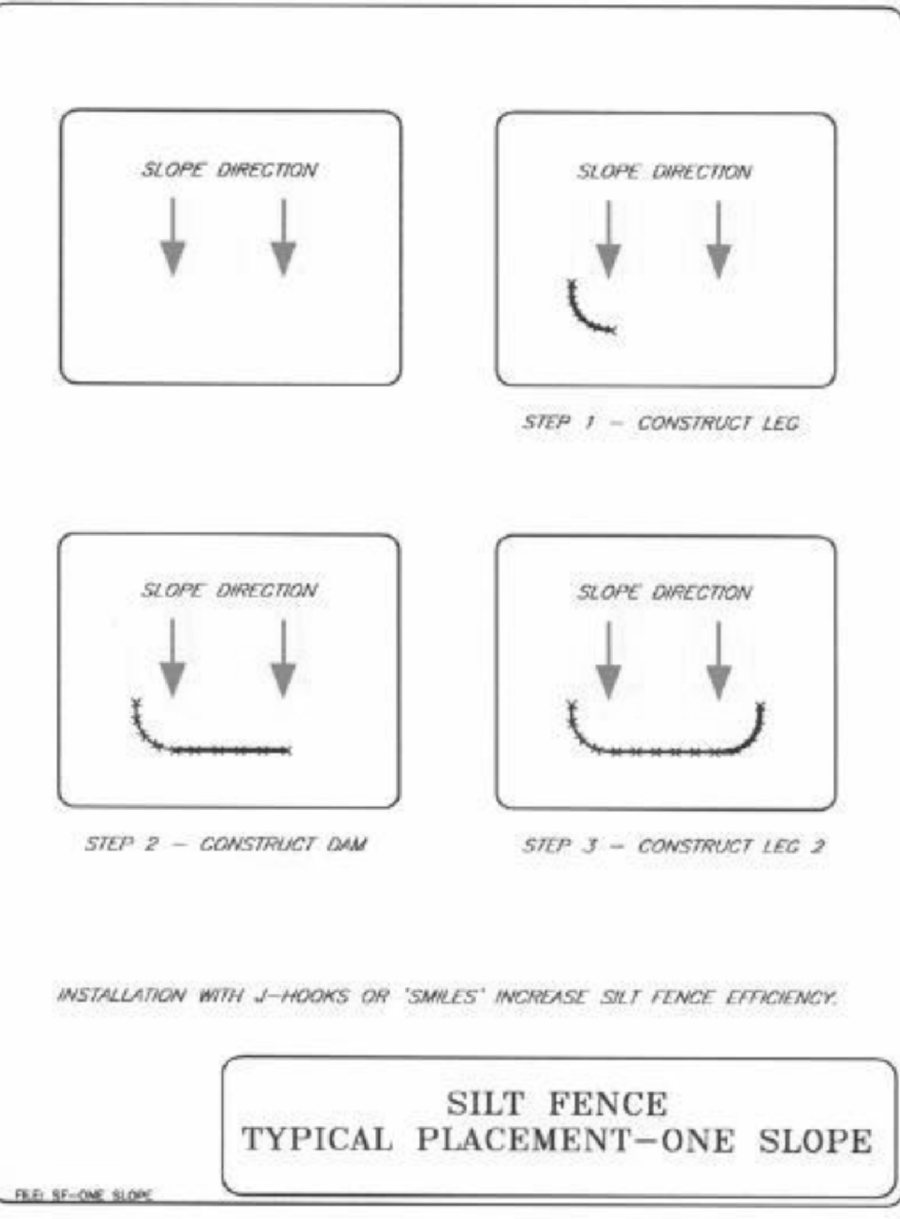 SLOPE DIRECTION
SLOPE DIRECTION
STEP 1 - CONSTRUCT LEG
SLOPE DIRECTION
SLOPE DIRECTION
STEP 2 - CONSTRUCT DAM
STEP 3 - CONSTRUCT LEG 2
INSTALLATION WITH J-HOOKS OR 'SMILES' INCREASE SILT FENCE EFFICIENCY.
SILT FENCE
TYPICAL PLACEMENT-ONE SLOPE
FILE: SF-ONE SLOPE